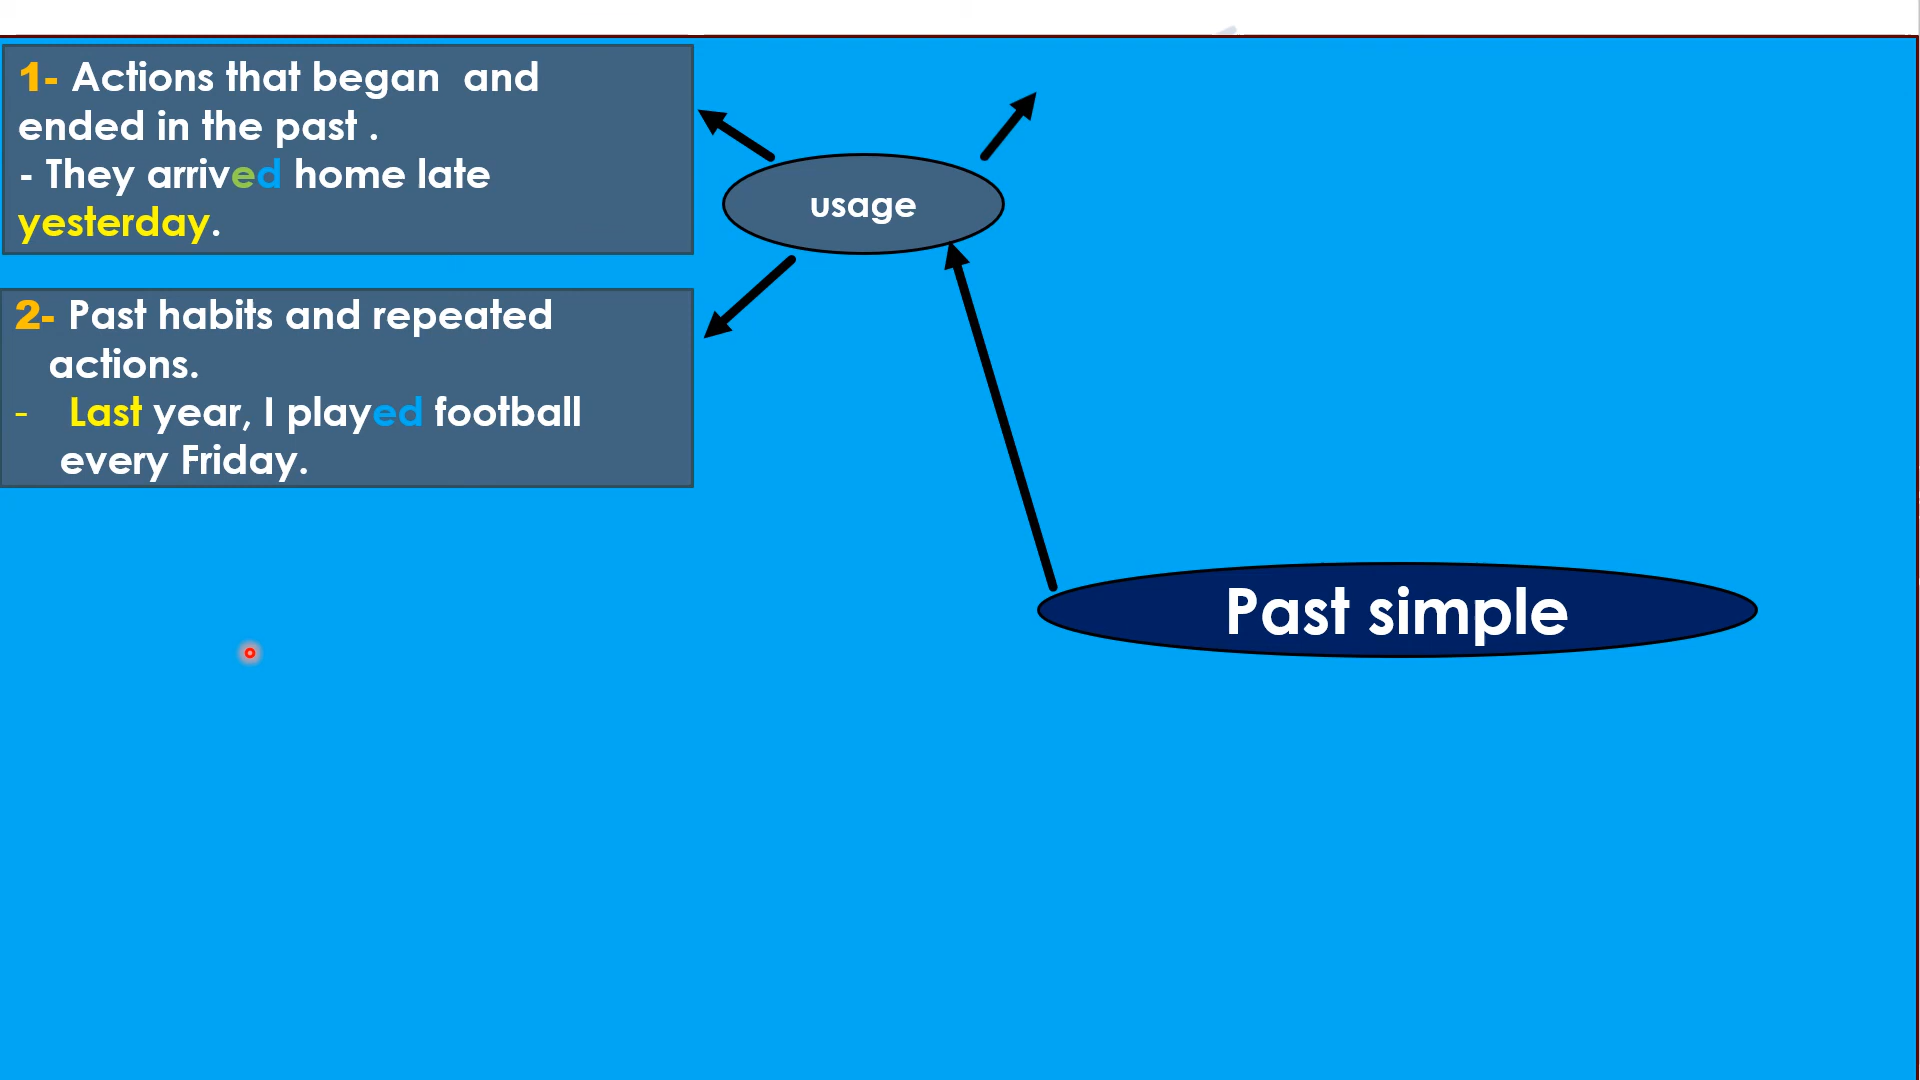 1- Actions that began and
ended in the past .
- They arrived home late
yesterday.
usage
2- Past habits and repeated
actions.
- Last year, I played football
every Friday.
Past simple